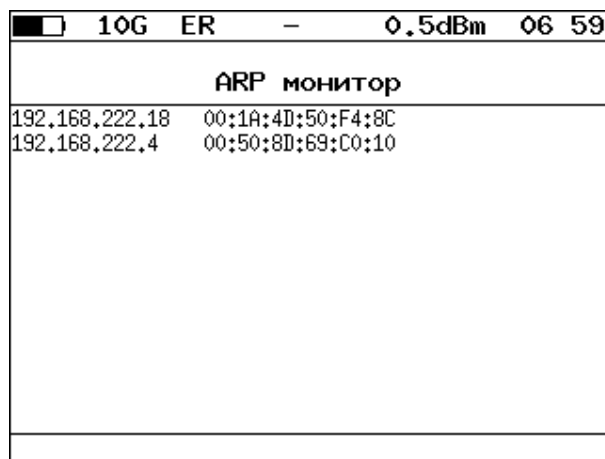 10G ER – 0.5dBm 06 59
ARP монитор
192.168.222.18 00:1A:4D:50:F4:8C
192.168.222.4 00:50:8D:69:C0:10